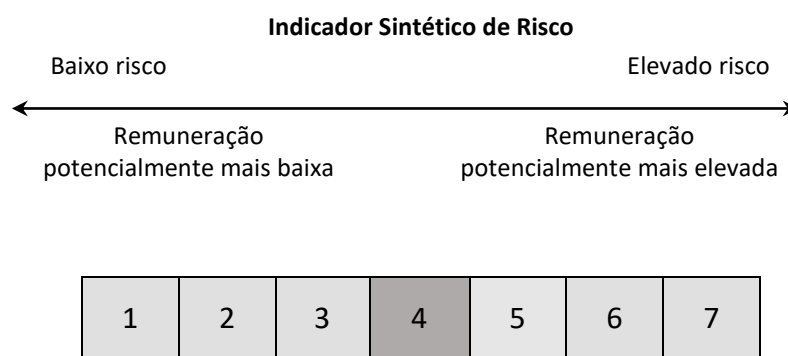 Indicador Sintético de Risco
Baixo risco Elevado risco
Remuneração Remuneração
potencialmente mais baixa potencialmente mais elevada
1 2 3 4 5 6 7